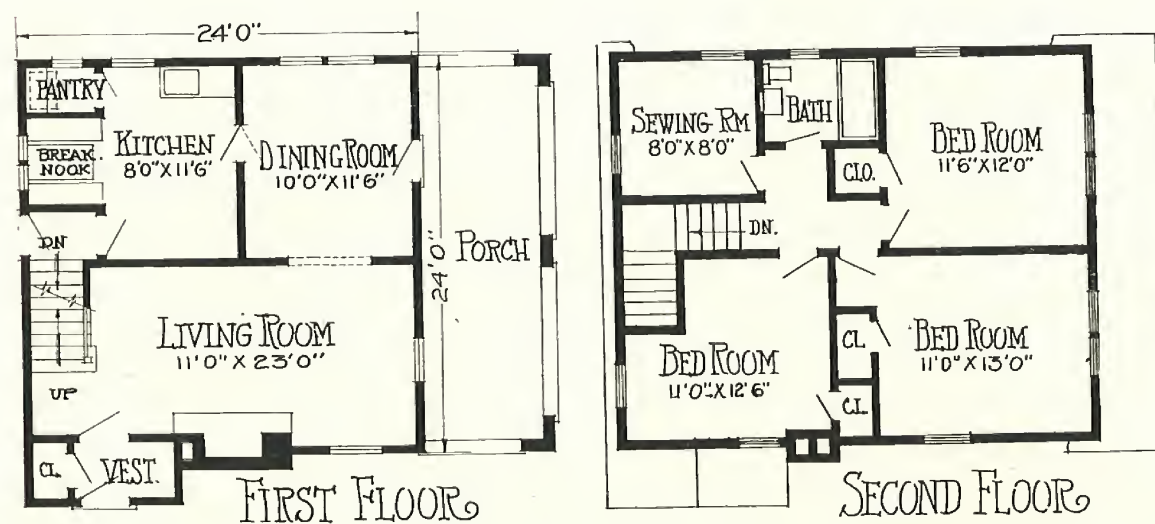 24'0"
PANTRY
BREAK.
NOOK
KITCHEN
8'0"X11'6"
DINING ROOM
10'0"X11'6"
DN
PORCH
24'0"
LIVING ROOM
11'0"X23'0"
UP
CL.
VEST.
FIRST FLOOR
SEWING RM
8'0"X8'0"
BATH
BED ROOM
11'6"X12'0"
CLO.
DN.
BED ROOM
11'0"X12'6"
CL.
CL.
BED ROOM
11'0"X13'0"
SECOND FLOOR